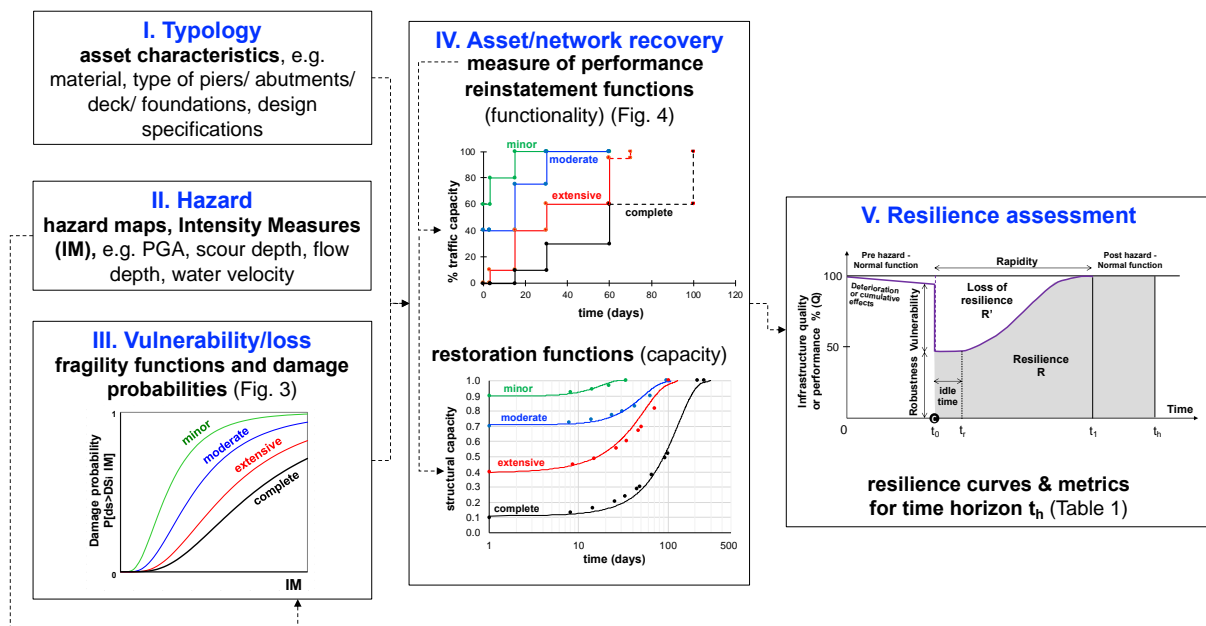 I. Typology
asset characteristics, e.g.
material, type of piers/ abutments/
deck/ foundations, design
specifications
II. Hazard
hazard maps, Intensity Measures
(IM), e.g. PGA, scour depth, flow
depth, water velocity
III. Vulnerability/loss
fragility functions and damage
probabilities (Fig. 3)
1
minor
moderate
extensive
complete
Damage probability
P[ds>DSi IM]
0
IM
IV. Asset/network recovery
measure of performance
reinstatement functions
(functionality) (Fig. 4)
minor
moderate
extensive
complete
% traffic capacity
100
80
60
40
20
0
0 20 40 60 80 100 120
time (days)
restoration functions (capacity)
minor
moderate
extensive
complete
structural capacity
1.0
0.9
0.8
0.7
0.6
0.5
0.4
0.3
0.2
0.1
0.0
1 10 100 500
time (days)
V. Resilience assessment
Pre hazard -
Normal function
Rapidity
Post hazard -
Normal function
100
50
Deterioration
or cumulative
effects
Loss of
resilience
R'
Resilience
R
Infrastructure quality
or performance % (Q)
Robustness
Vulnerability
idle
time
Time
0 t0 tr t1 th
resilience curves & metrics
for time horizon th (Table 1)